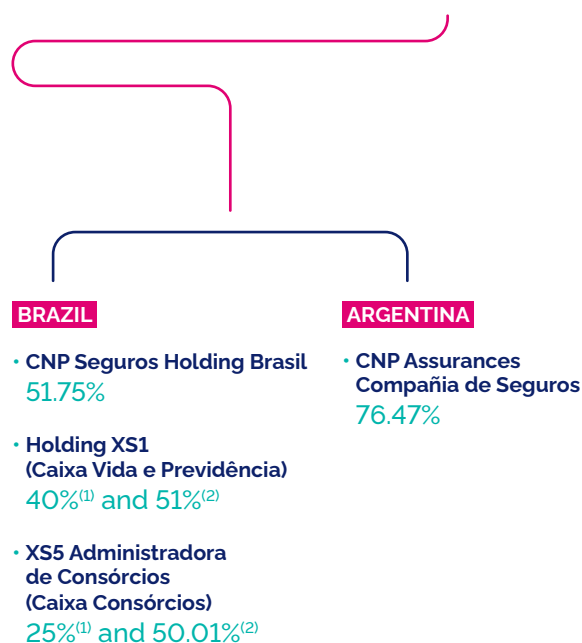 BRAZIL
• CNP Seguros Holding Brasil
51.75%
• Holding XS1
(Caixa Vida e Previdência)
40%(1) and 51%(2)
• XS5 Administradora
de Consórcios
(Caixa Consórcios)
25%(1) and 50.01%(2)
ARGENTINA
• CNP Assurances
Compañia de Seguros
76.47%